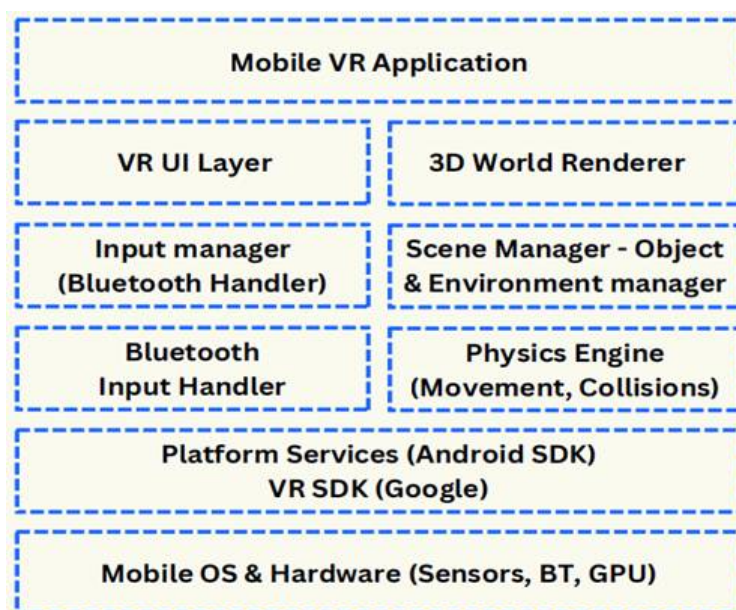 Mobile VR Application
VR UI Layer
3D World Renderer
Input manager
(Bluetooth Handler)
Scene Manager - Object
& Environment manager
Bluetooth
Input Handler
Physics Engine
(Movement, Collisions)
Platform Services (Android SDK)
VR SDK (Google)
Mobile OS & Hardware (Sensors, BT, GPU)